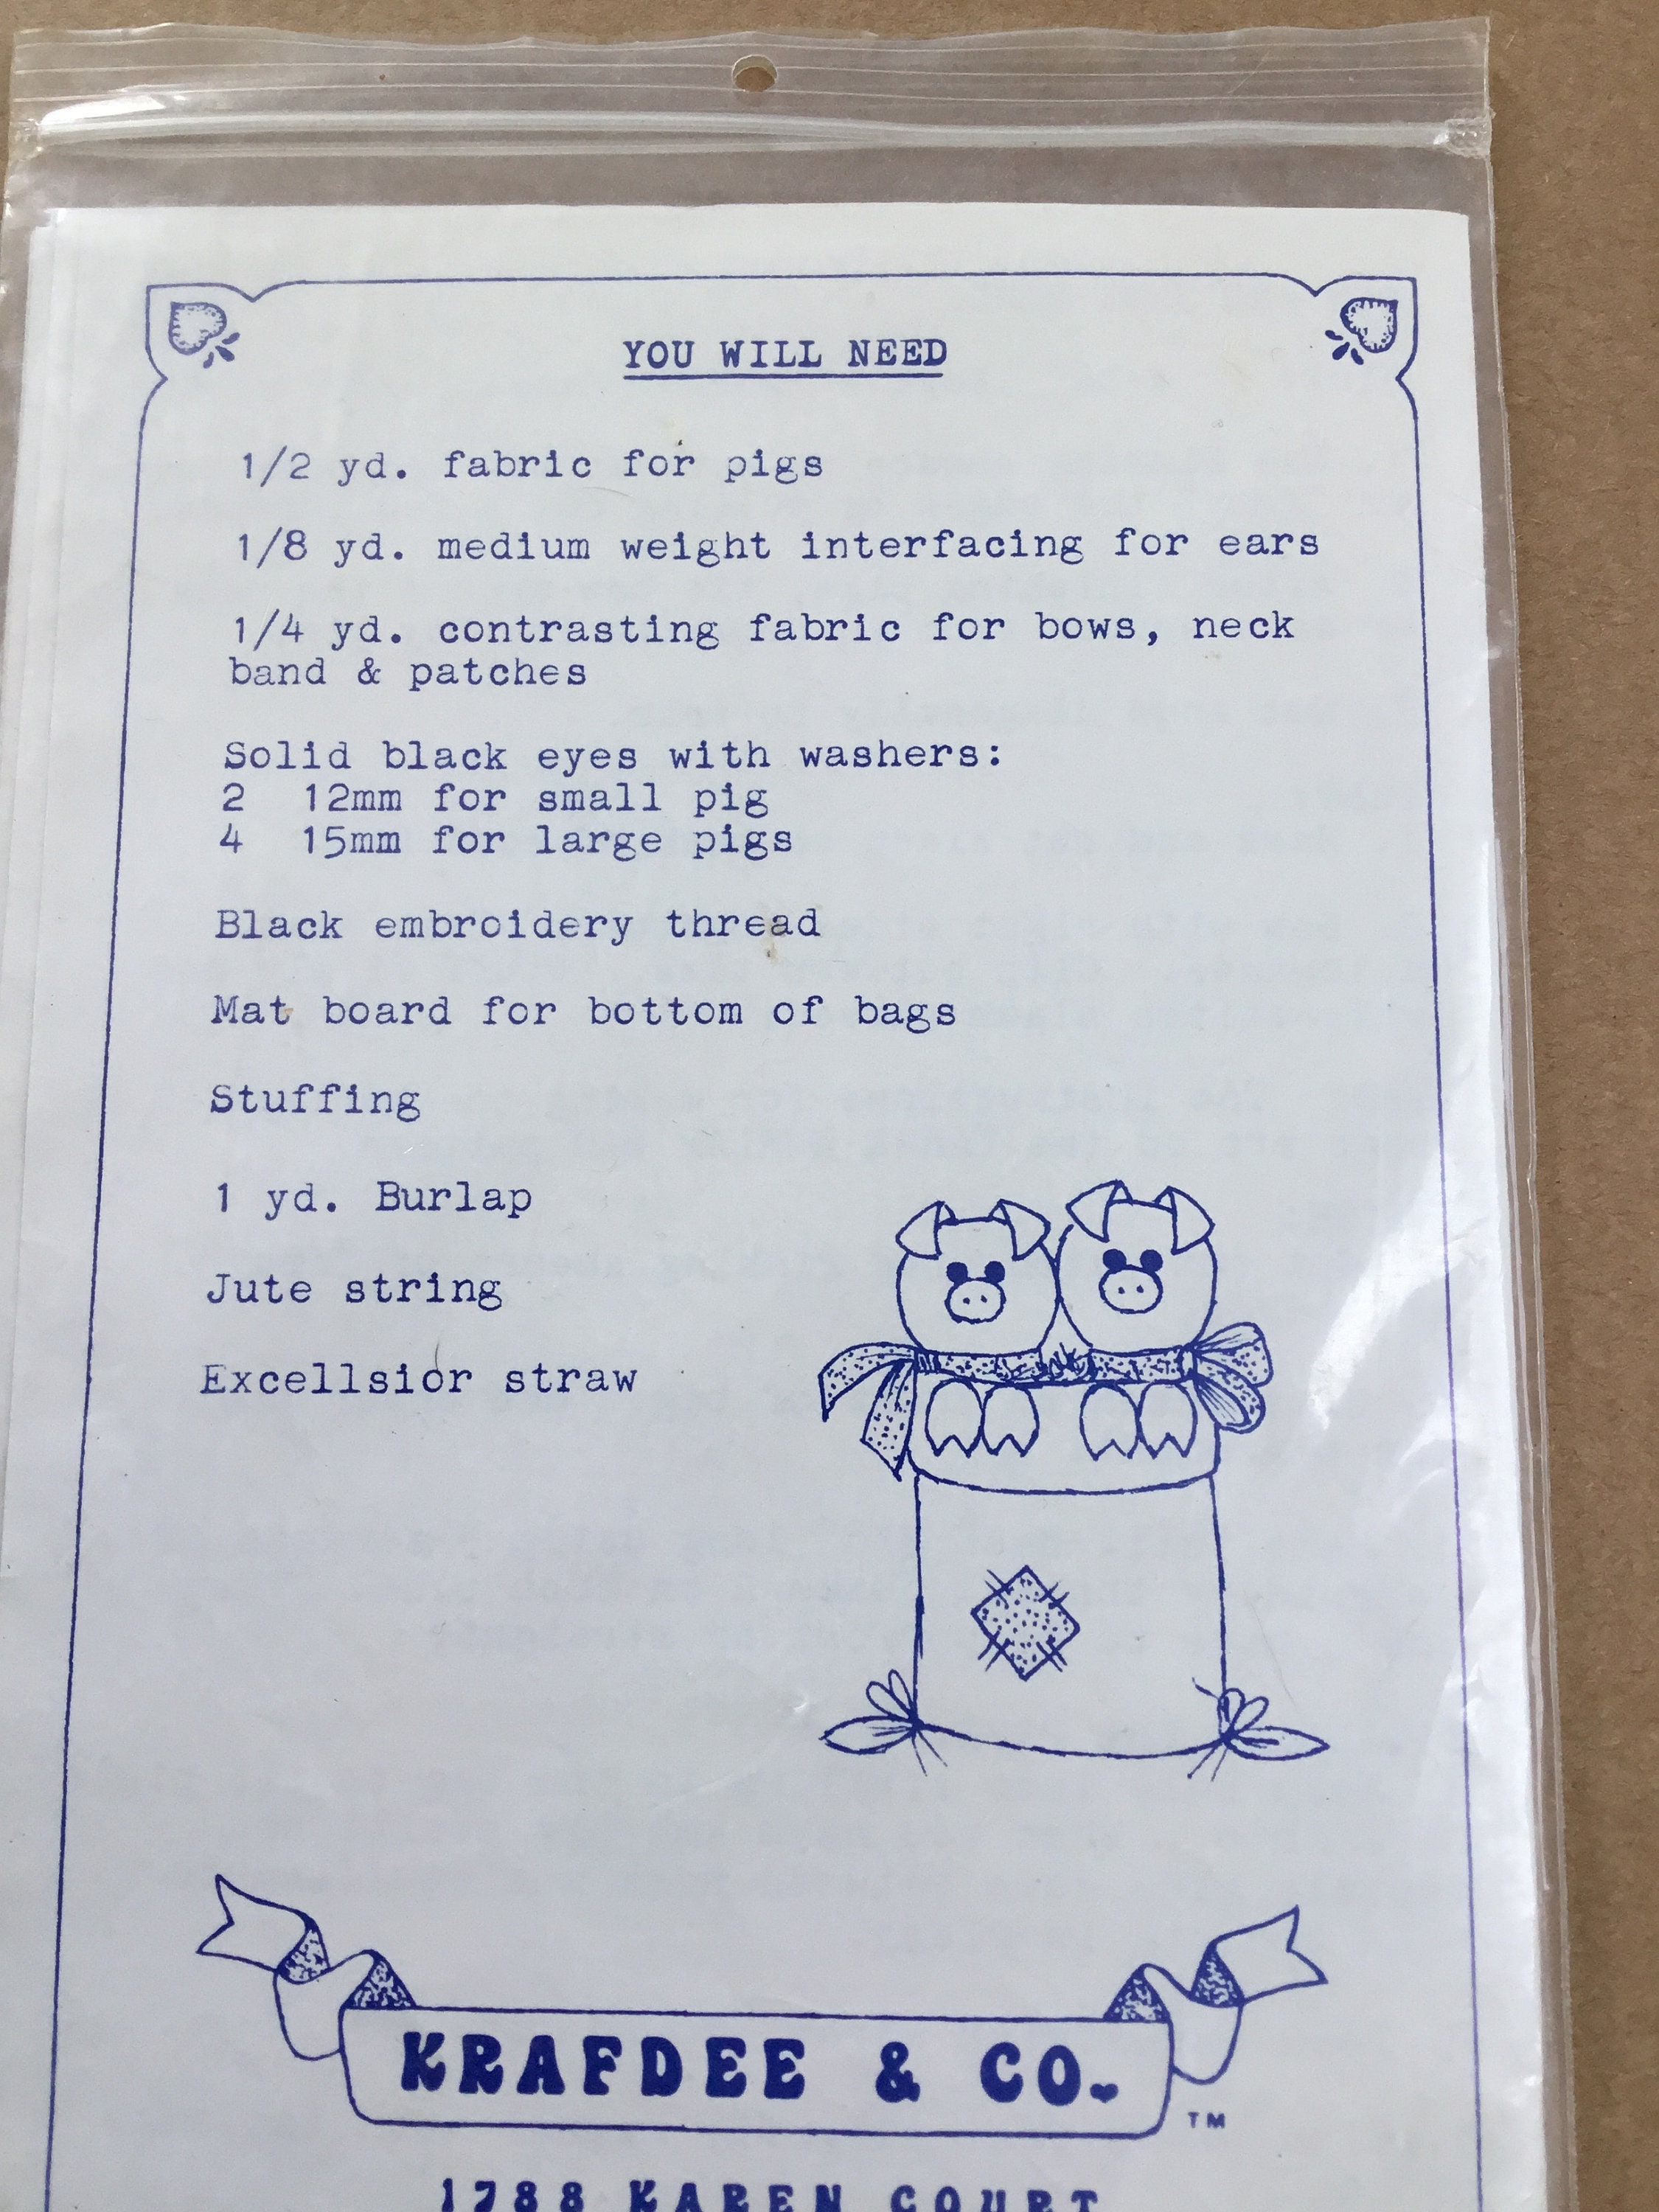 YOU WILL NEED
1/2 yd. fabric for pigs
1/8 yd. medium weight interfacing for ears
1/4 yd. contrasting fabric for bows, neck
band & patches
Solid black eyes with washers:
2 12mm for small pig
4 15mm for large pigs
Black embroidery thread
Mat board for bottom of bags
Stuffing
1 yd. Burlap
Jute string
Excellsior straw
KRAFDEE & CO.
TM
1788 KAREN COURT